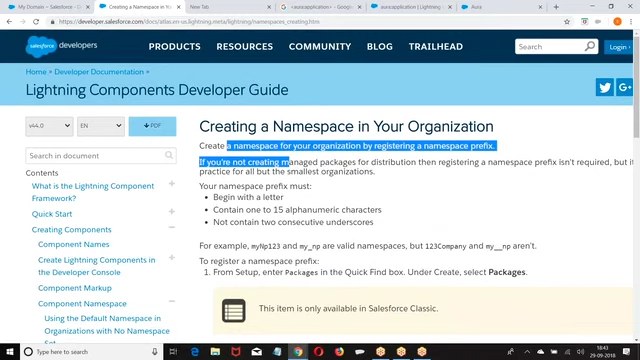 My Domain – Salesforce – G
Creating a Namespace in Yo
New Tab
<aura:application> - Google
aura:application | Lightning
Aura
https://developer.salesforce.com/docs/atlas.en-us.lightning.meta/lightning/namespaces_creating.htm
salesforce developers
PRODUCTS RESOURCES COMMUNITY BLOG TRAILHEAD
Search
Login
Home » Developer Documentation »
Lightning Components Developer Guide
v44.0 EN PDF
Search in document
Contents
What is the Lightning Component
Framework?
Quick Start
Creating Components
Component Names
Create Lightning Components in
the Developer Console
Component Markup
Component Namespace
Using the Default Namespace in
Organizations with No Namespace
Set
Creating a Namespace in Your Organization
Create a namespace for your organization by registering a namespace prefix.
If you're not creating managed packages for distribution then registering a namespace prefix isn't required, but it
practice for all but the smallest organizations.
Your namespace prefix must:
• Begin with a letter
• Contain one to 15 alphanumeric characters
• Not contain two consecutive underscores
For example, myNp123 and my_np are valid namespaces, but 123Company and my__np aren't.
To register a namespace prefix:
1. From Setup, enter Packages in the Quick Find box. Under Create, select Packages.
This item is only available in Salesforce Classic.
Type here to search
18:43
29-09-2018